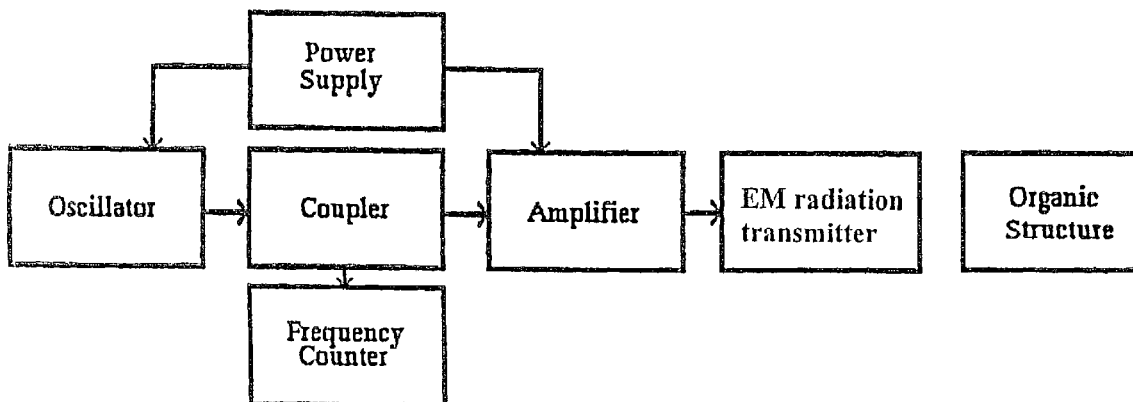 Power
Supply
Oscillator
Coupler
Amplifier
EM radiation
transmitter
Organic
Structure
Frequency
Counter